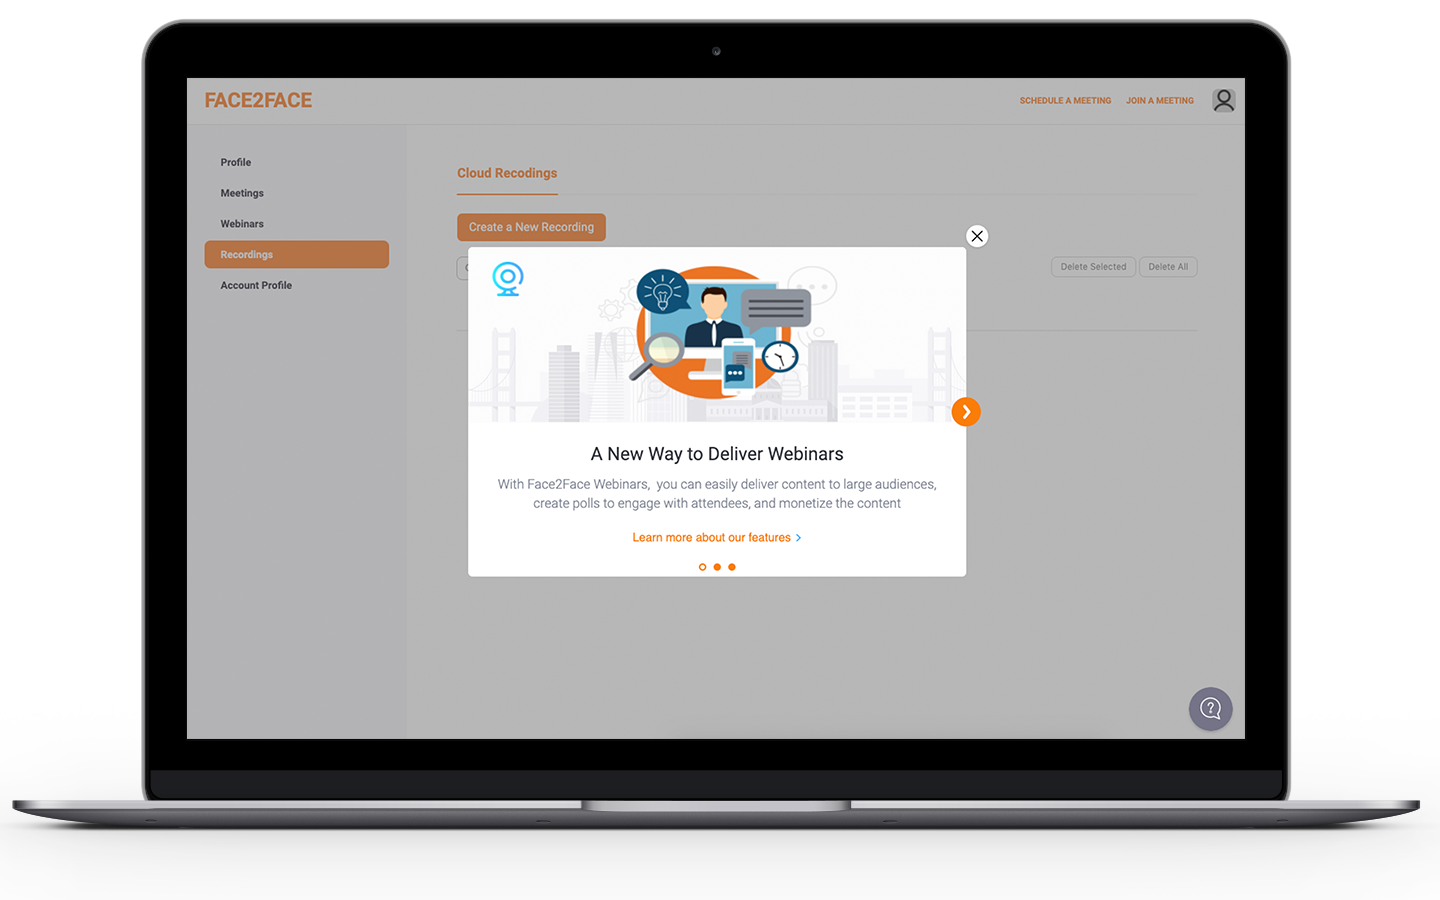 FACE2FACE
SCHEDULE A MEETING
JOIN A MEETING
Profile
Meetings
Webinars
Recordings
Account Profile
Cloud Recodings
Create a New Recording
Delete Selected
Delete All
A New Way to Deliver Webinars
With Face2Face Webinars, you can easily deliver content to large audiences,
create polls to engage with attendees, and monetize the content
Learn more about our features